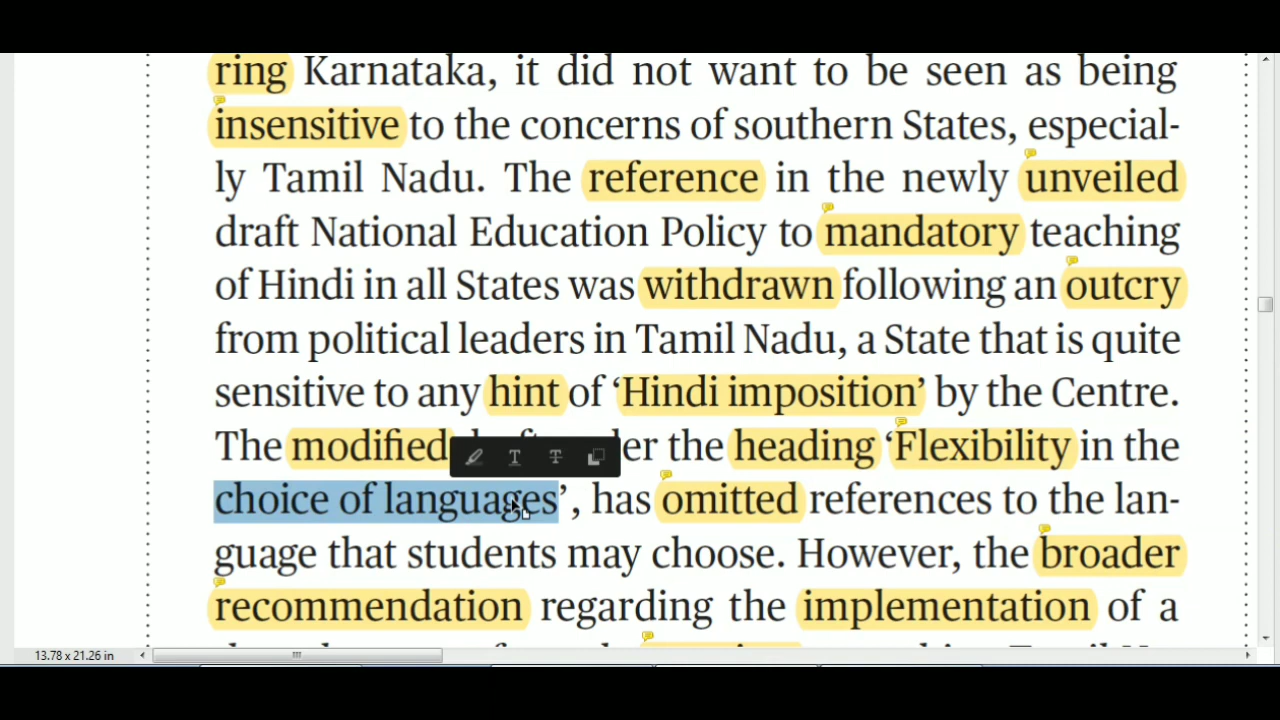 ring Karnataka, it did not want to be seen as being
insensitive to the concerns of southern States, especial-
ly Tamil Nadu. The reference in the newly unveiled
draft National Education Policy to mandatory teaching
of Hindi in all States was withdrawn following an outcry
from political leaders in Tamil Nadu, a State that is quite
sensitive to any hint of ‘Hindi imposition’ by the Centre.
The modified er the heading ‘Flexibility in the
choice of languages’, has omitted references to the lan-
guage that students may choose. However, the broader
recommendation regarding the implementation of a
13.78 x 21.26 in